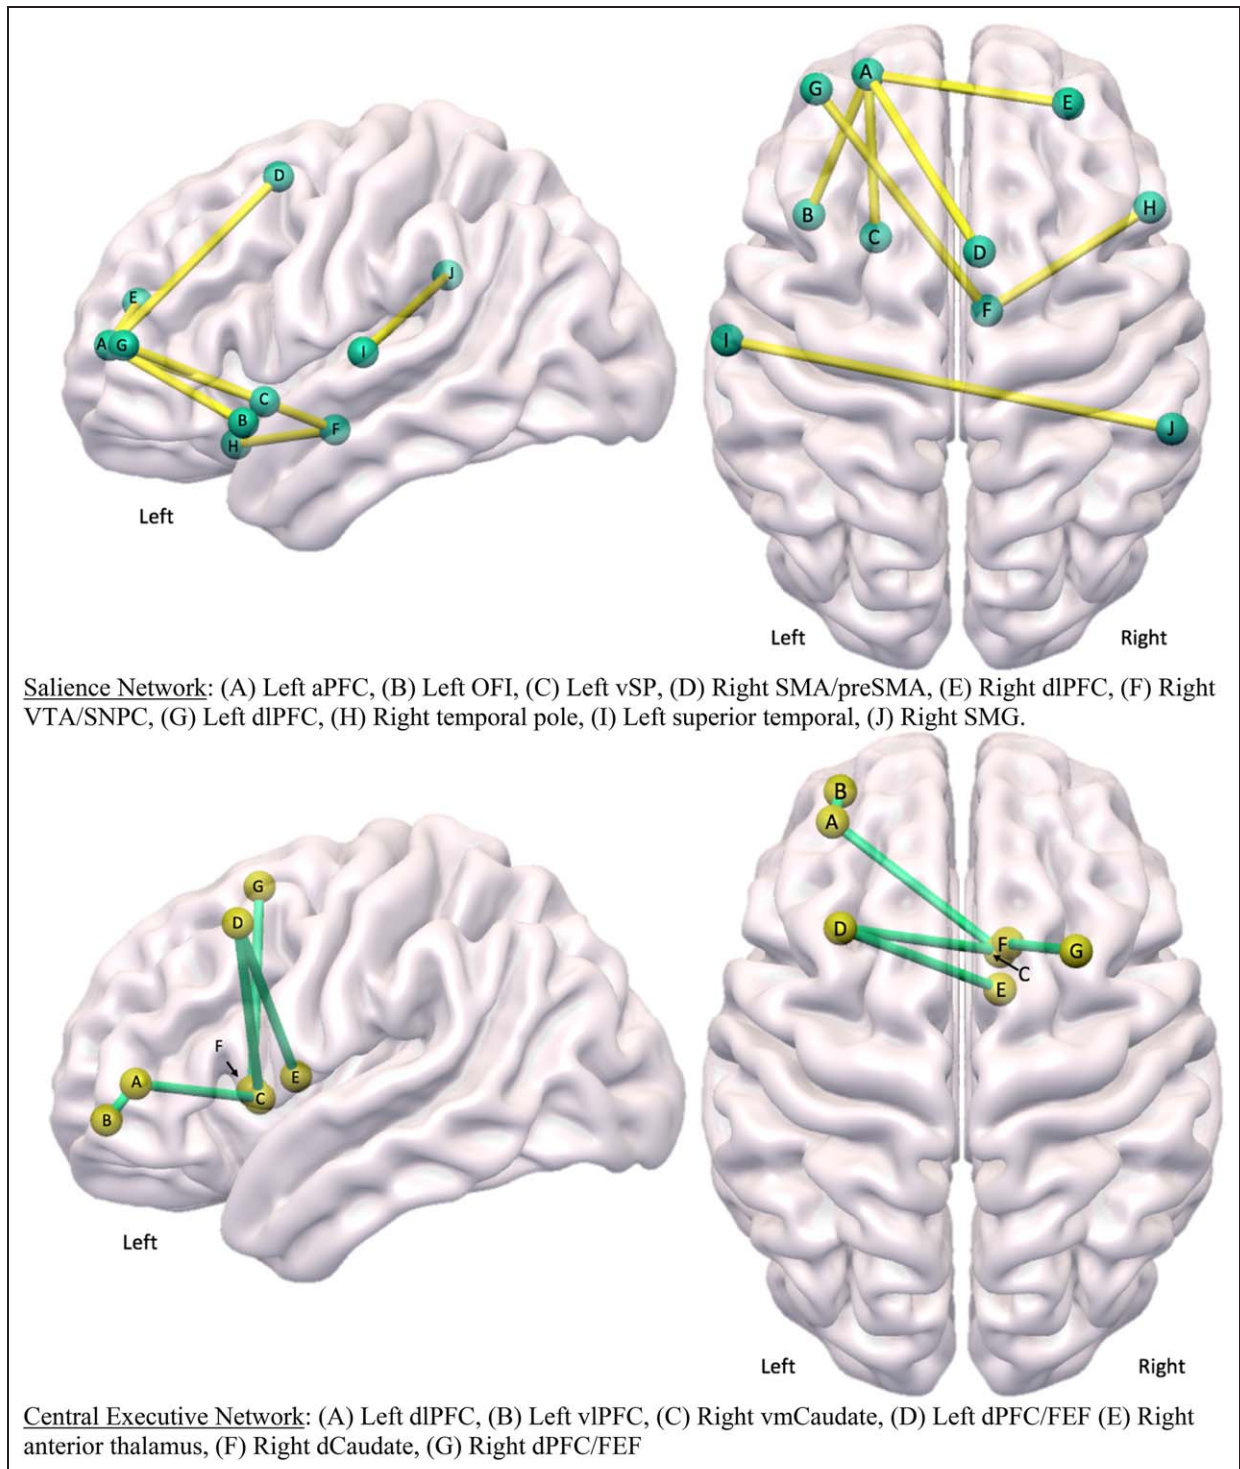 A
G
E
D
B
C
H
F
D
J
E
A G
I
C
B
F
H
I
J
Left
Left
Right
Salience Network: (A) Left aPFC, (B) Left OFI, (C) Left vSP, (D) Right SMA/preSMA, (E) Right dlPFC, (F) Right
VTA/SNPC, (G) Left dlPFC, (H) Right temporal pole, (I) Left superior temporal, (J) Right SMG.
B
A
G
D
D
F
G
C
E
F
A
E
C
B
Left
Left
Right
Central Executive Network: (A) Left dlPFC, (B) Left vlPFC, (C) Right vmCaudate, (D) Left dPFC/FEF (E) Right
anterior thalamus, (F) Right dCaudate, (G) Right dPFC/FEF